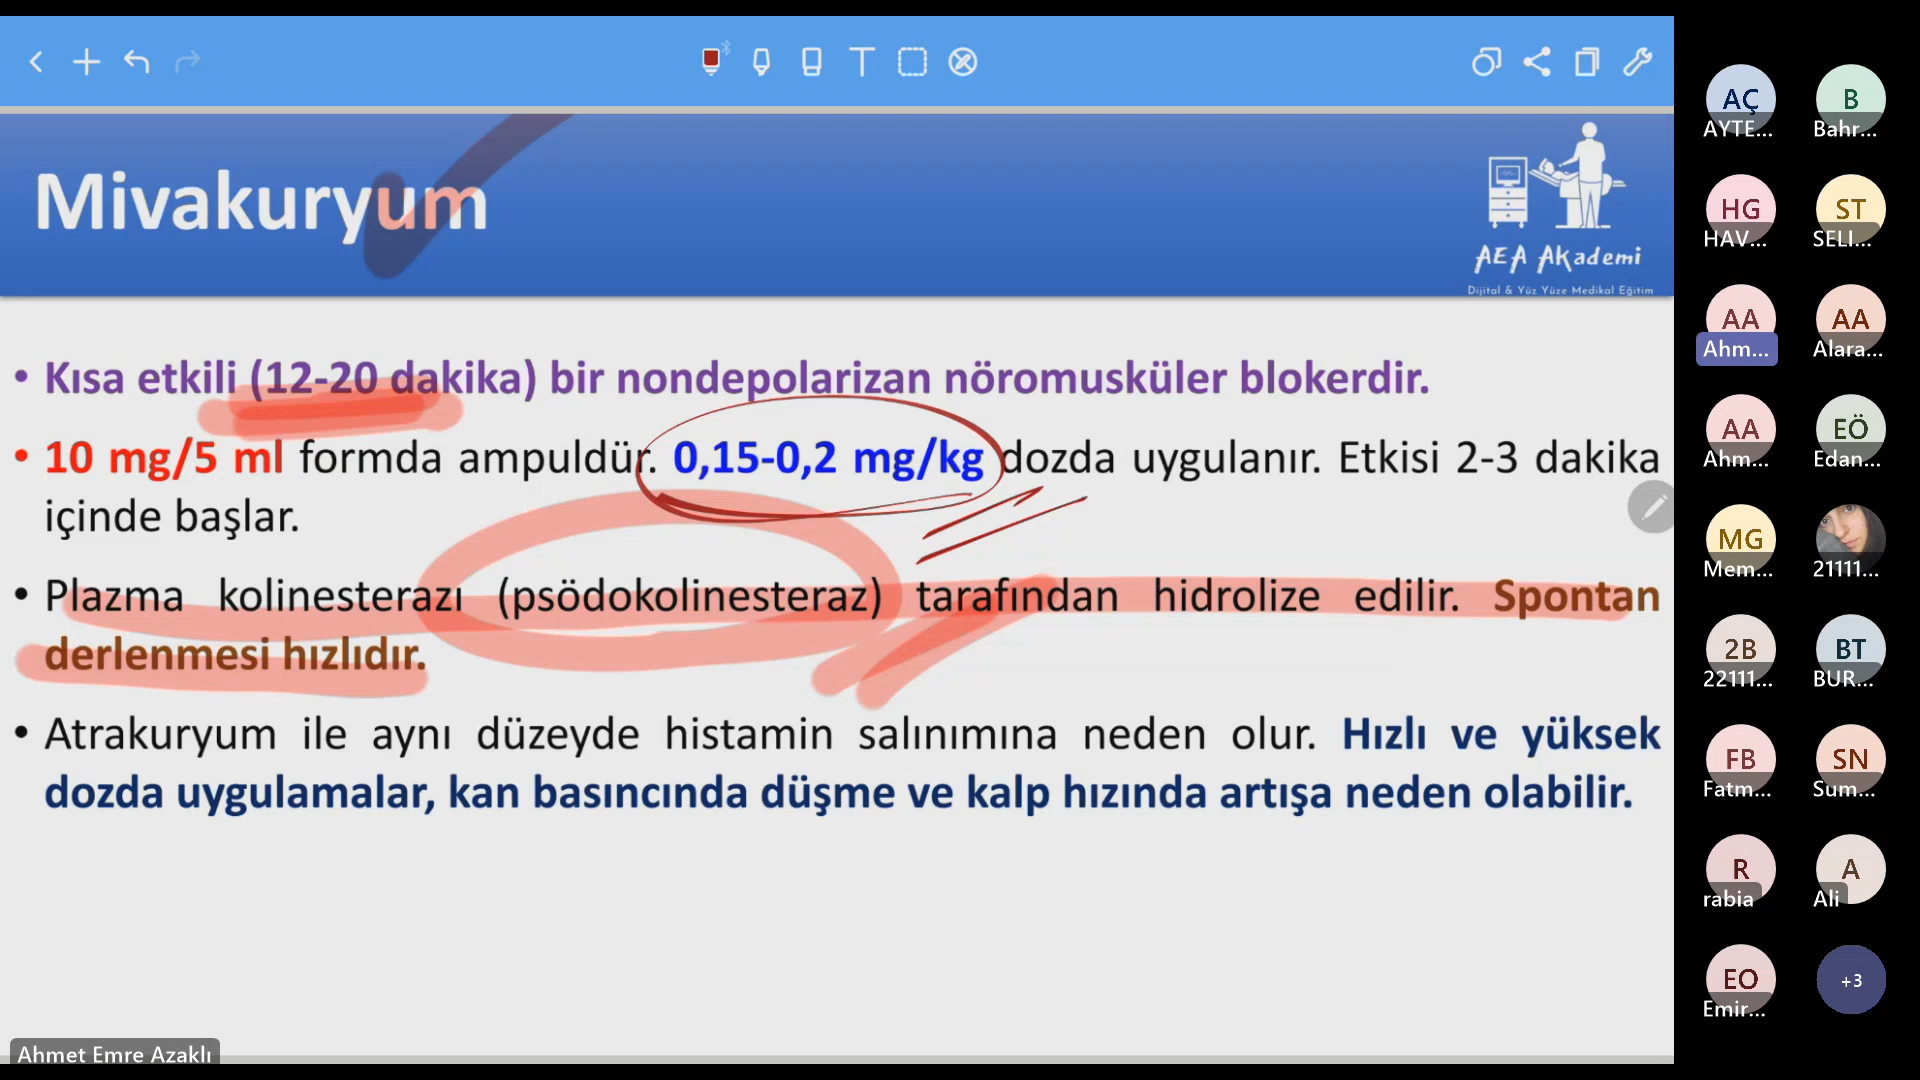 Mivakuryum
AEA AKademi
Dijital & Yüz Yüze Medikal Eğitim
• Kısa etkili (12-20 dakika) bir nondepolarizan nöromusküler blokerdir.
• 10 mg/5 ml formda ampuldür. 0,15-0,2 mg/kg dozda uygulanır. Etkisi 2-3 dakika
içinde başlar.
• Plazma kolinesterazı (psödokolinesteraz) tarafından hidrolize edilir. Spontan
derlenmesi hızlıdır.
• Atrakuryum ile aynı düzeyde histamin salınımına neden olur. Hızlı ve yüksek
dozda uygulamalar, kan basıncında düşme ve kalp hızında artışa neden olabilir.
Ahmet Emre Azaklı
AÇ
AYTE...
B
Bahr...
HG
HAV...
ST
SELI...
AA
Ahm...
AA
Alara...
AA
Ahm...
EÖ
Edan...
MG
Mem...
21111...
2B
22111...
BT
BUR...
FB
Fatm...
SN
Sum...
R
rabia
A
Ali
EO
Emir...
+3